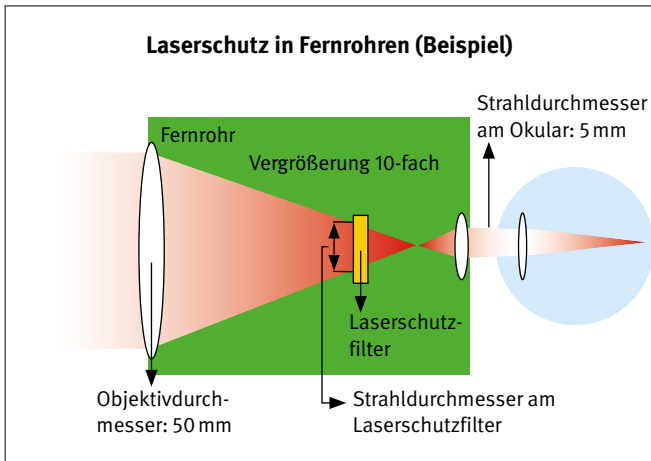 Laserschutz in Fernrohren (Beispiel)
Strahldurchmesser
am Okular: 5 mm
Fernrohr
Vergrößerung 10-fach
Laserschutz-
filter
Objektivdurch-
messer: 50 mm
Strahldurchmesser am
Laserschutzfilter